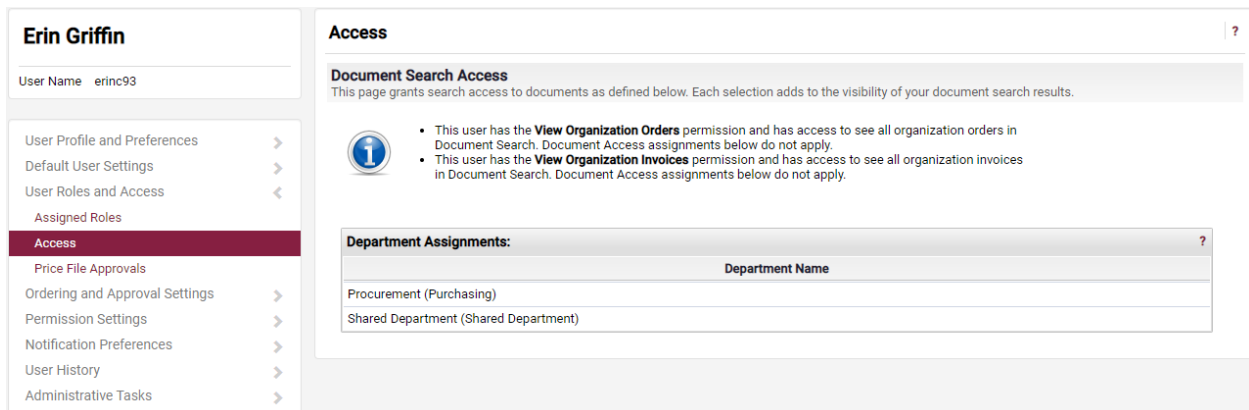 Erin Griffin
User Name erinc93
User Profile and Preferences
Default User Settings
User Roles and Access
Assigned Roles
Access
Price File Approvals
Ordering and Approval Settings
Permission Settings
Notification Preferences
User History
Administrative Tasks
Access
?
Document Search Access
This page grants search access to documents as defined below. Each selection adds to the visibility of your document search results.
• This user has the View Organization Orders permission and has access to see all organization orders in
Document Search. Document Access assignments below do not apply.
• This user has the View Organization Invoices permission and has access to see all organization invoices
in Document Search. Document Access assignments below do not apply.
Department Assignments:
?
Department Name
Procurement (Purchasing)
Shared Department (Shared Department)